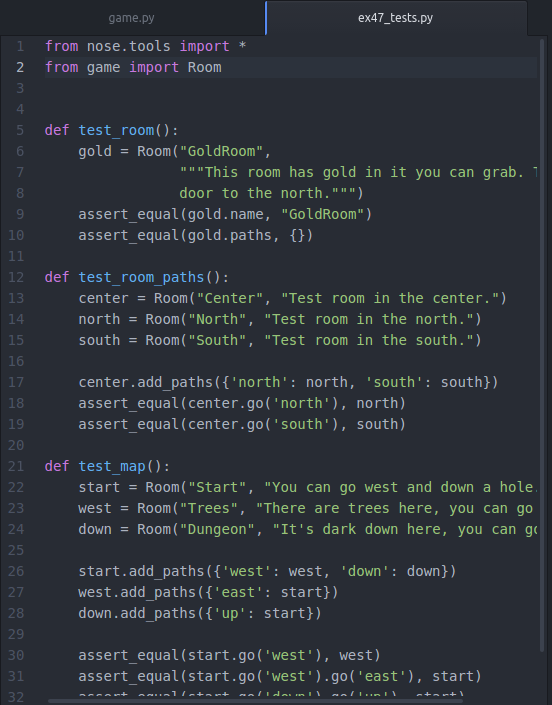 game.py
ex47_tests.py
1 from nose.tools import *
2 from game import Room
3
4
5 def test_room():
6 gold = Room("GoldRoom",
7 """This room has gold in it you can grab.
8 door to the north.""")
9 assert_equal(gold.name, "GoldRoom")
10 assert_equal(gold.paths, {})
11
12 def test_room_paths():
13 center = Room("Center", "Test room in the center.")
14 north = Room("North", "Test room in the north.")
15 south = Room("South", "Test room in the south.")
16
17 center.add_paths({'north': north, 'south': south})
18 assert_equal(center.go('north'), north)
19 assert_equal(center.go('south'), south)
20
21 def test_map():
22 start = Room("Start", "You can go west and down a hole.
23 west = Room("Trees", "There are trees here, you can go
24 down = Room("Dungeon", "It's dark down here, you can go
25
26 start.add_paths({'west': west, 'down': down})
27 west.add_paths({'east': start})
28 down.add_paths({'up': start})
29
30 assert_equal(start.go('west'), west)
31 assert_equal(start.go('west').go('east'), start)
32 assert_equal(start.go('down').go('up'), start)